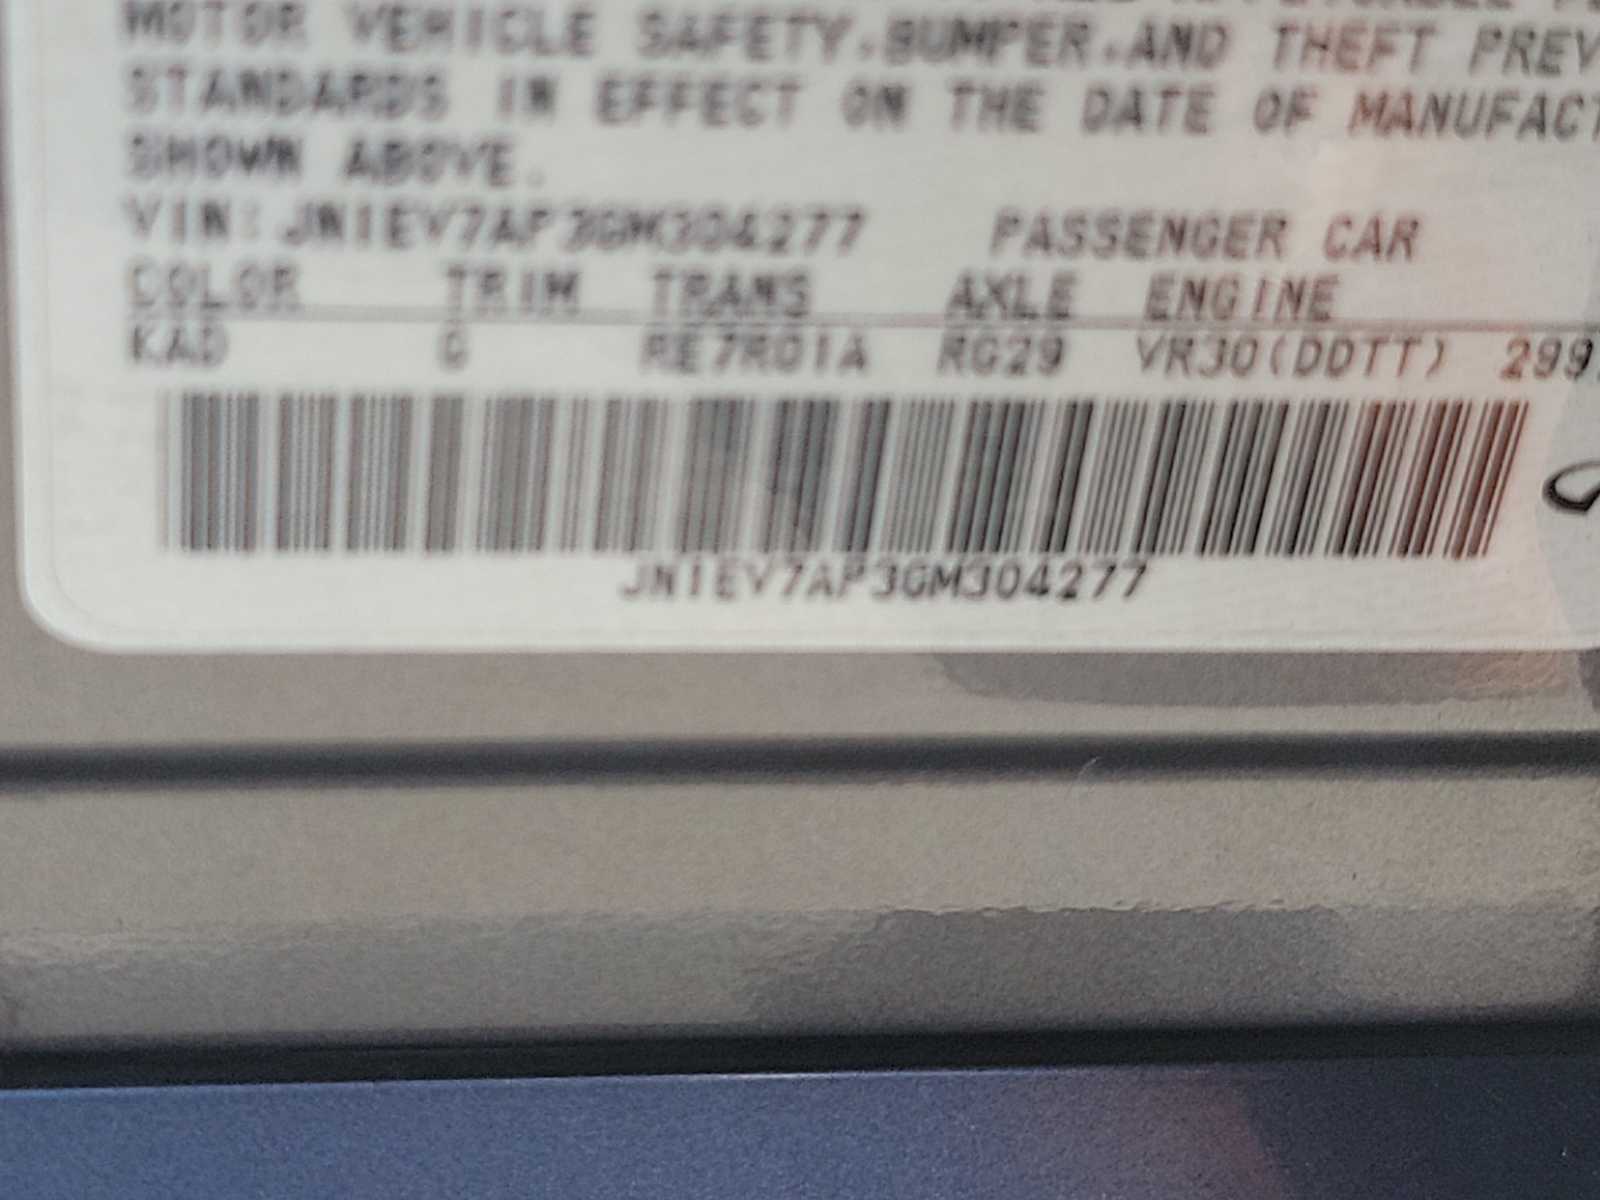 MOTOR VEHICLE SAFETY,BUMPER,AND THEFT PREV
STANDARDS IN EFFECT ON THE DATE OF MANUFACT
SHOWN ABOVE.
VIN:JN1EV7AP3GM304277 PASSENGER CAR
COLOR TRIM TRANS AXLE ENGINE
KAD G RE7R01A RG29 VR30(DDTT) 299
JN1EV7AP3GM304277